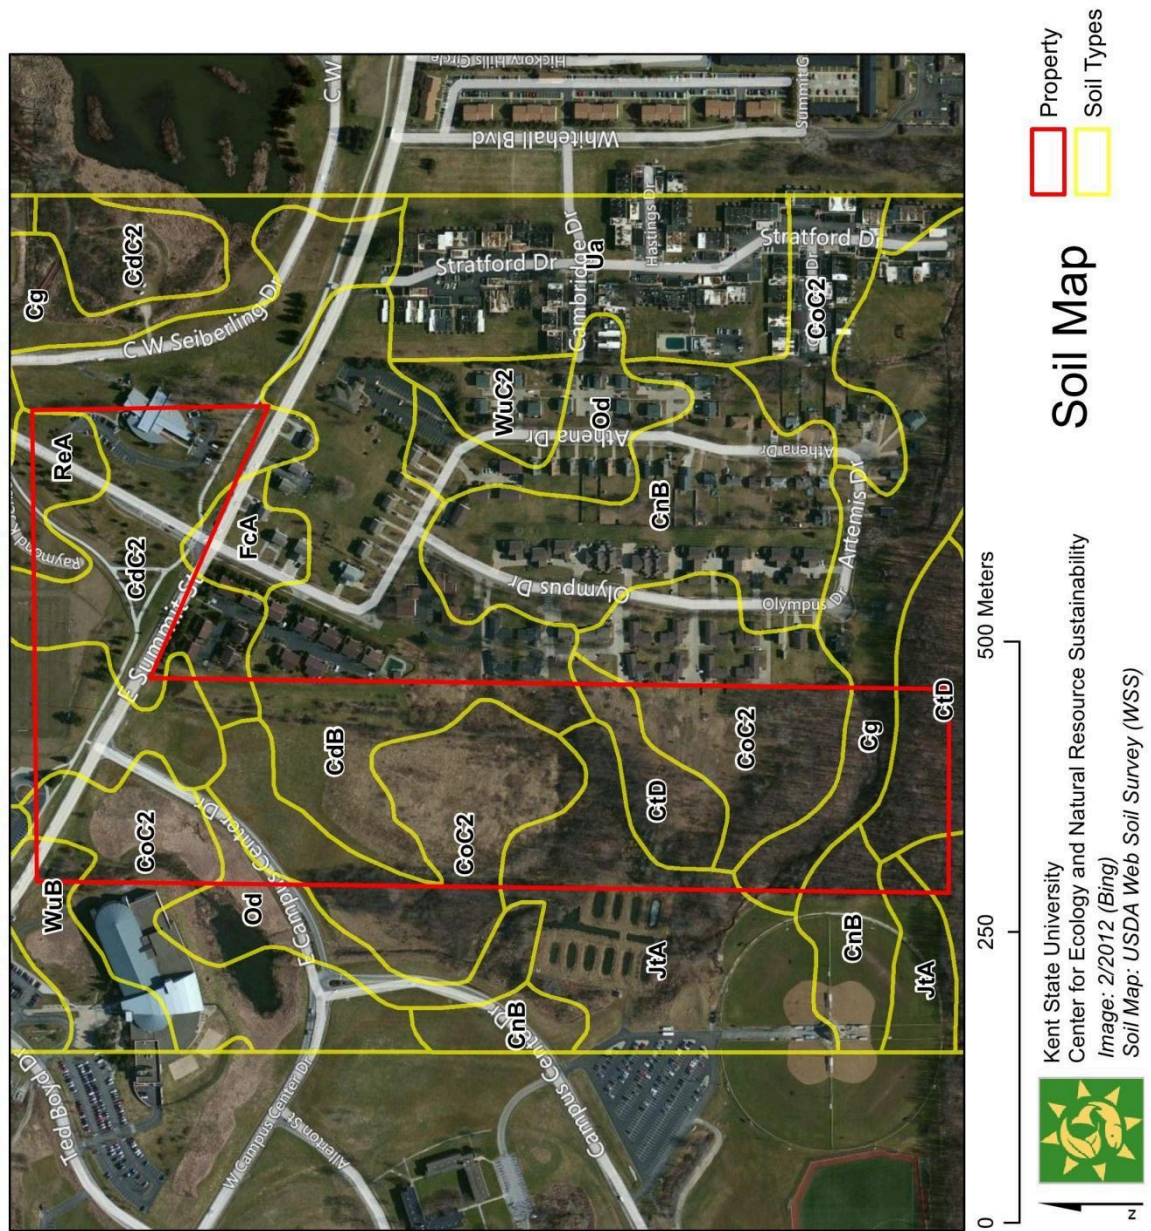 Hickory Hills Circle
C W
Whitehall Blvd
Summit G
Cg
CdC2
C W Seiberling Dr
Stratford Dr
Cambridge Dr
Ua
Hastings Dr
Stratford Dr
Dr
CoC2
ReA
WuC2
Od
Athena Dr
Athena Dr
CdC2
FcA
CnB
Artemis Dr
E Summit St
Olympus Dr
Olympus Dr
CdB
CoC2
CtD
CoC2
Cg
CtD
WuB
CoC2
Od
E Campus Center Dr
JtA
CnB
JtA
CnB
Campus Center Dr
Ted Boyd Dr
W Campus Center Dr
Allerton St
0
250
500 Meters
N
Kent State University
Center for Ecology and Natural Resource Sustainability
Image: 2/2012 (Bing)
Soil Map: USDA Web Soil Survey (WSS)
Soil Map
Property
Soil Types